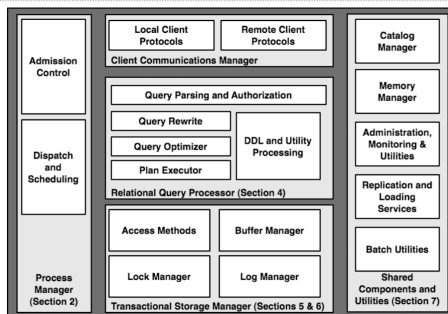 Admission
Control
Dispatch
and
Scheduling
Process
Manager
(Section 2)
Local Client
Protocols
Remote Client
Protocols
Client Communications Manager
Query Parsing and Authorization
Query Rewrite
Query Optimizer
Plan Executor
DDL and Utility
Processing
Relational Query Processor (Section 4)
Access Methods
Buffer Manager
Lock Manager
Log Manager
Transactional Storage Manager (Sections 5 & 6)
Catalog
Manager
Memory
Manager
Administration,
Monitoring &
Utilities
Replication and
Loading
Services
Batch Utilities
Shared
Components and
Utilities (Section 7)